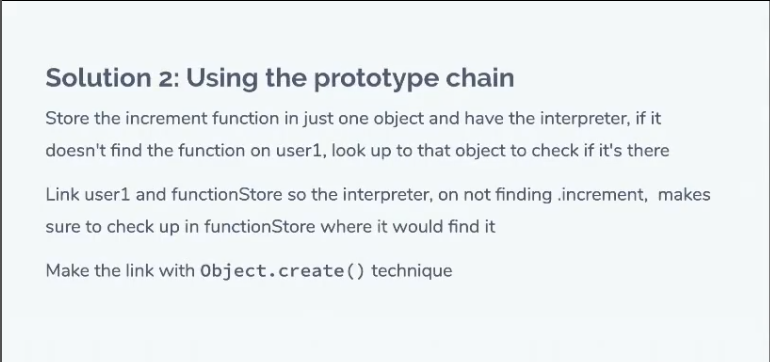 Solution 2: Using the prototype chain
Store the increment function in just one object and have the interpreter, if it
doesn't find the function on user1, look up to that object to check if it's there
Link user1 and functionStore so the interpreter, on not finding .increment,  makes
sure to check up in functionStore where it would find it
Make the link with Object.create() technique